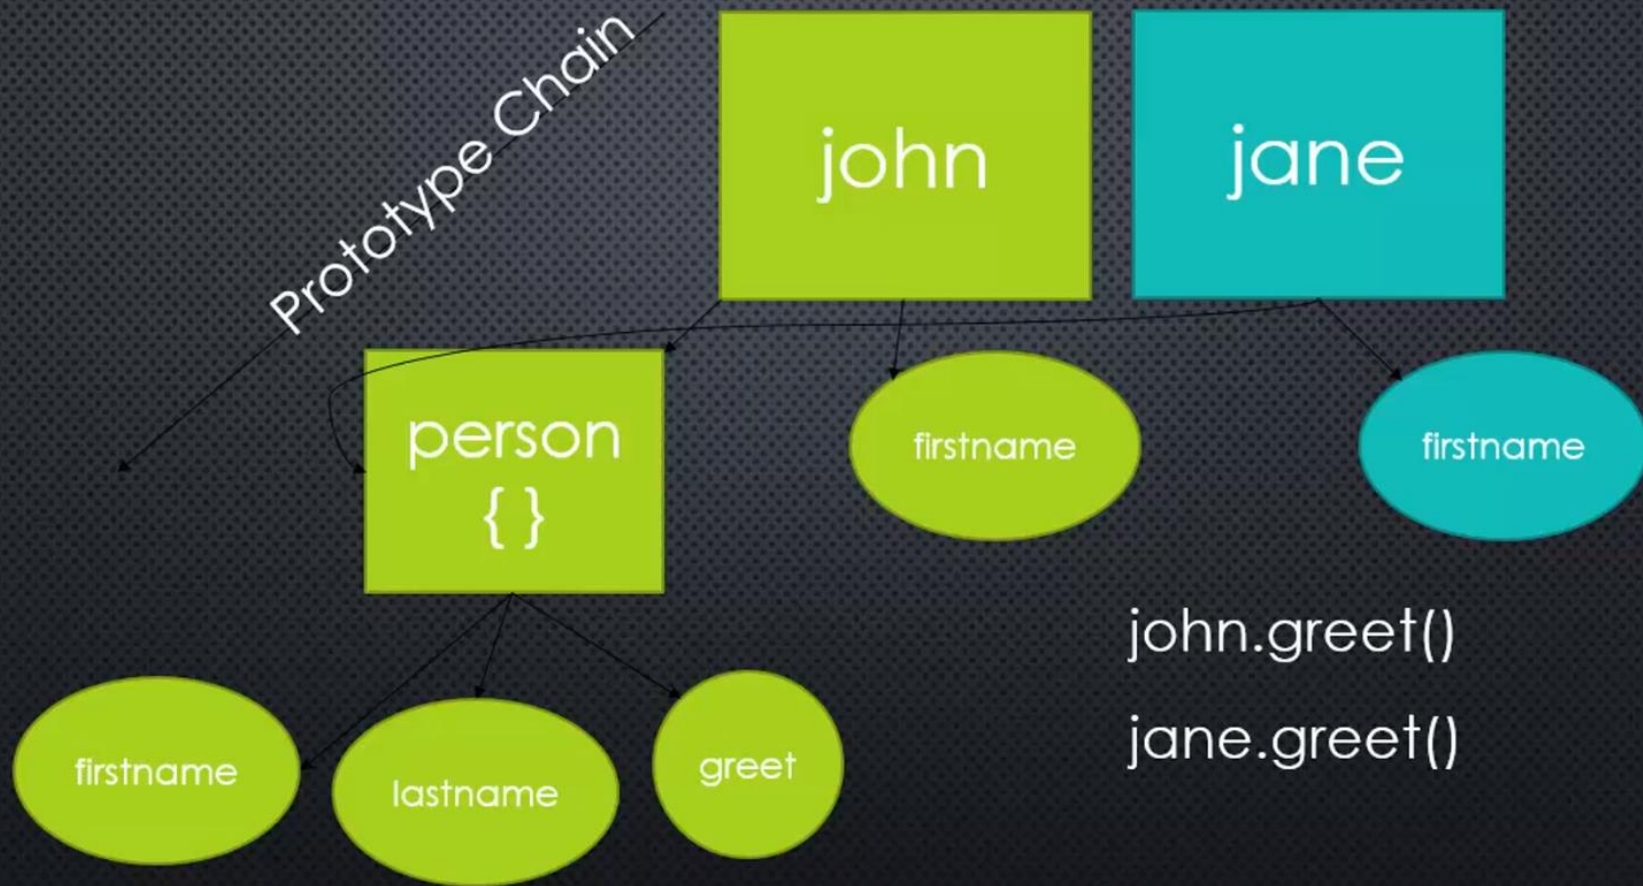 Prototype Chain
john
jane
person
{ }
firstname
firstname
firstname
lastname
greet
john.greet()
jane.greet()